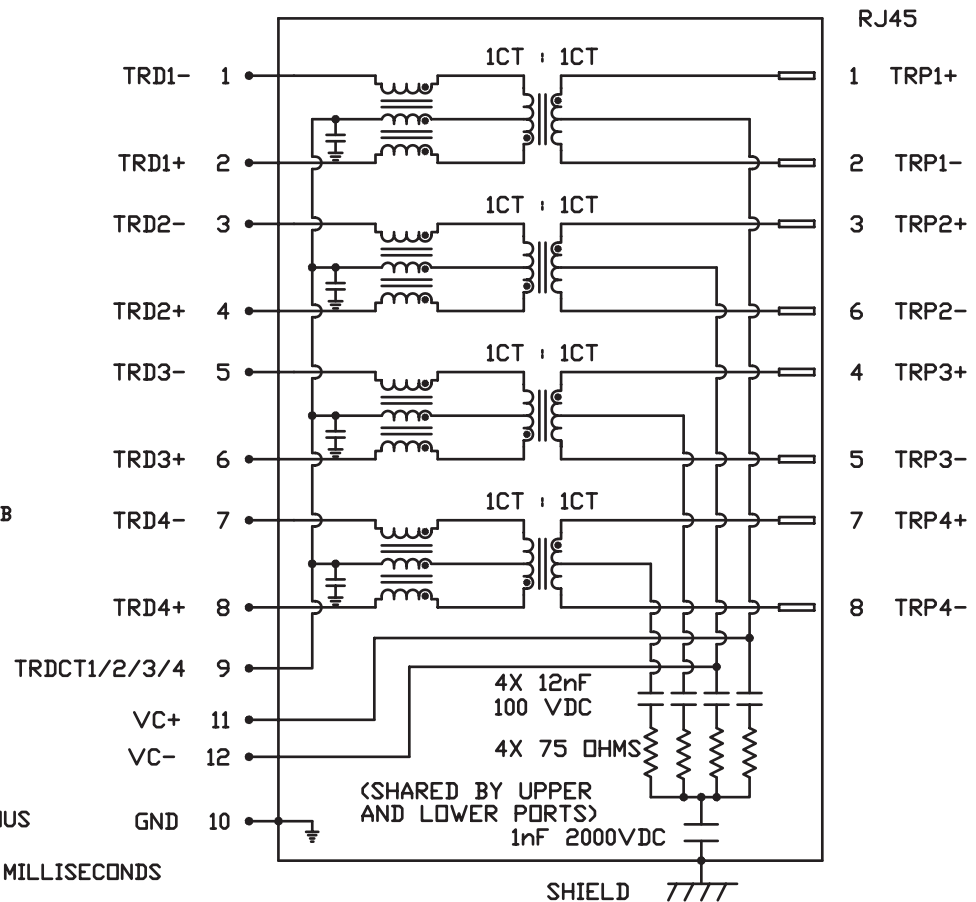 RJ45
1CT : 1CT
TRD1- 1
1 TRP1+
TRD1+ 2
2 TRP1-
1CT : 1CT
TRD2- 3
3 TRP2+
TRD2+ 4
6 TRP2-
1CT : 1CT
TRD3- 5
4 TRP3+
TRD3+ 6
5 TRP3-
1CT : 1CT
B
TRD4- 7
7 TRP4+
TRD4+ 8
8 TRP4-
TRDCT1/2/3/4 9
4X 12nF
100 VDC
VC+ 11
4X 75 OHMS
VC- 12
(SHARED BY UPPER
AND LOWER PORTS)
GND 10
1nF 2000VDC
MILLISECONDS
SHIELD